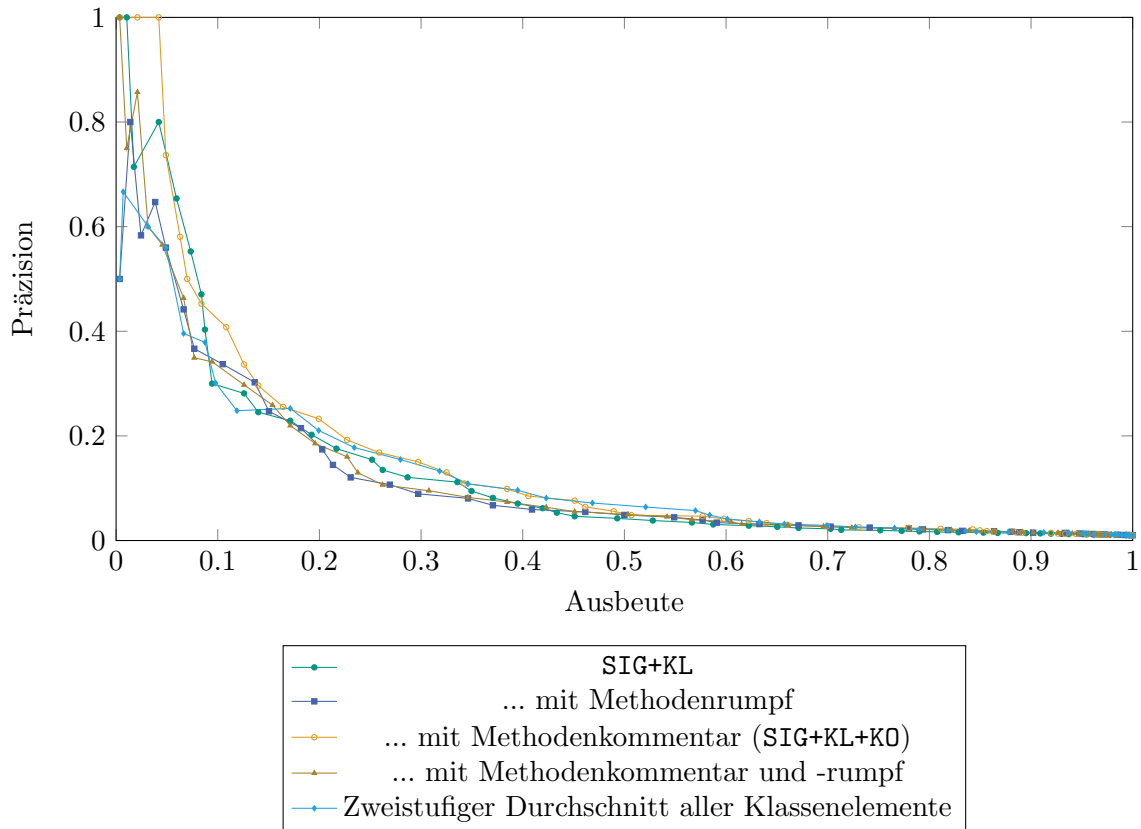 1
0.8
0.6
0.4
0.2
0
Präzision
0 0.1 0.2 0.3 0.4 0.5 0.6 0.7 0.8 0.9 1
Ausbeute
SIG+KL
... mit Methodenrumpf
... mit Methodenkommentar (SIG+KL+KO)
... mit Methodenkommentar und -rumpf
Zweistufiger Durchschnitt aller Klassenelemente